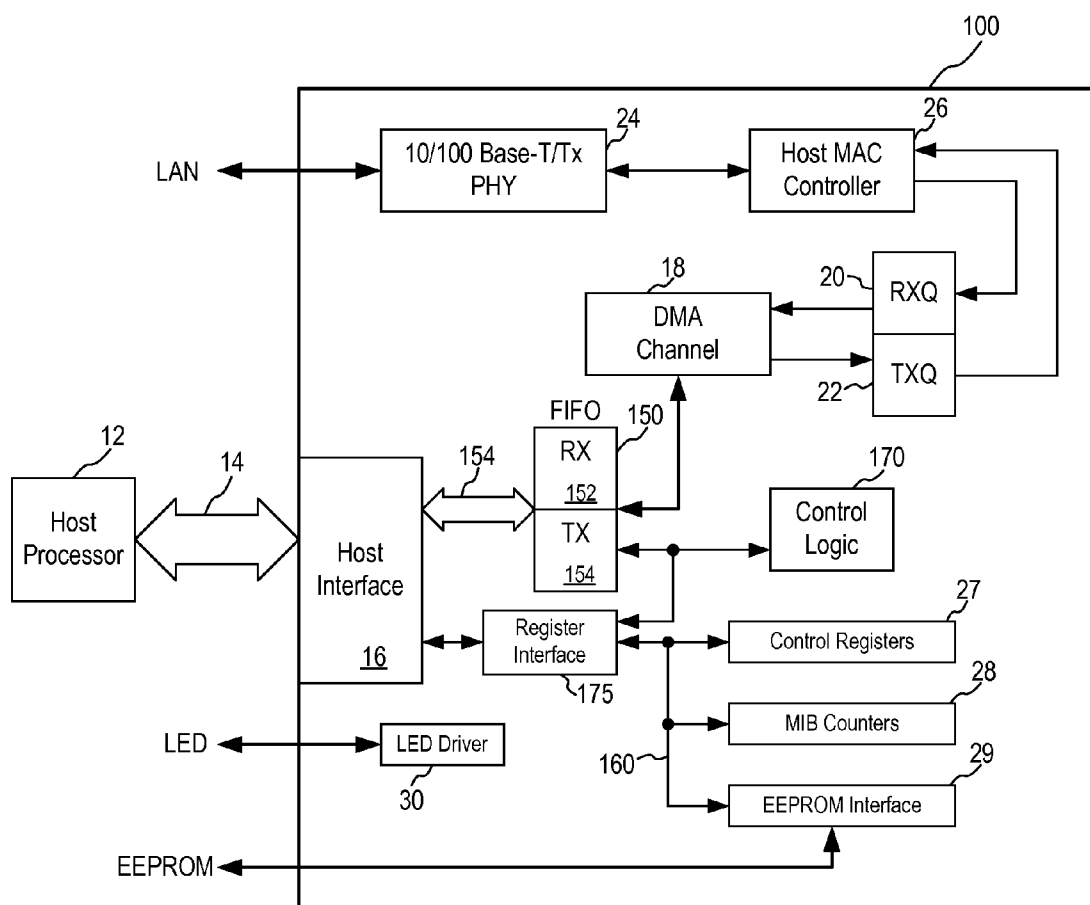 100
24
26
LAN
10/100 Base-T/Tx
PHY
Host MAC
Controller
18
20
RXQ
DMA
Channel
22
TXQ
FIFO
150
12
14
154
RX
152
170
Host
Processor
Host
Interface
16
TX
154
Control
Logic
27
Register
Interface
175
Control Registers
28
MIB Counters
LED
LED Driver
30
160
29
EEPROM Interface
EEPROM